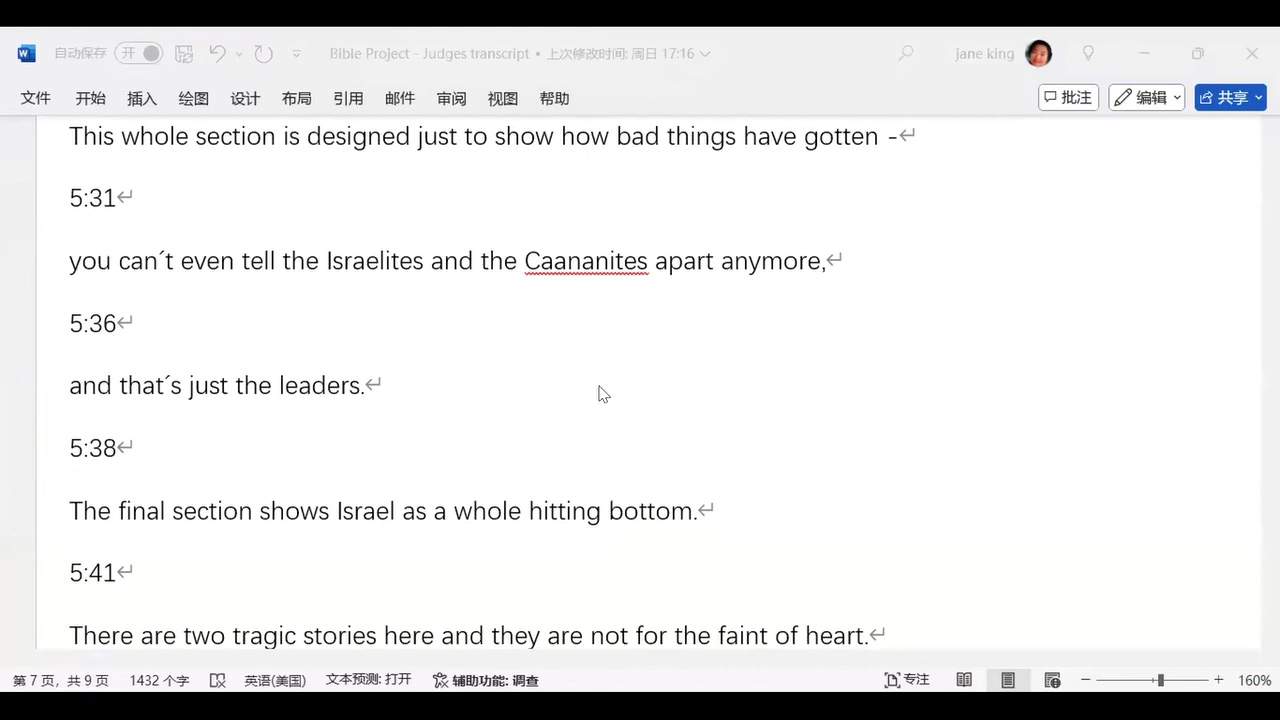 自动保存 开 Bible Project - Judges transcript • 上次修改时间: 周日 17:16 jane king
文件 开始 插入 绘图 设计 布局 引用 邮件 审阅 视图 帮助 批注 编辑 共享
This whole section is designed just to show how bad things have gotten -↵
5:31↵
you can´t even tell the Israelites and the Caananites apart anymore,↵
5:36↵
and that´s just the leaders.↵
5:38↵
The final section shows Israel as a whole hitting bottom.↵
5:41↵
There are two tragic stories here and they are not for the faint of heart.↵
第 7 页，共 9 页 1432 个字 英语(美国) 文本预测: 打开 辅助功能: 调查 专注 160%